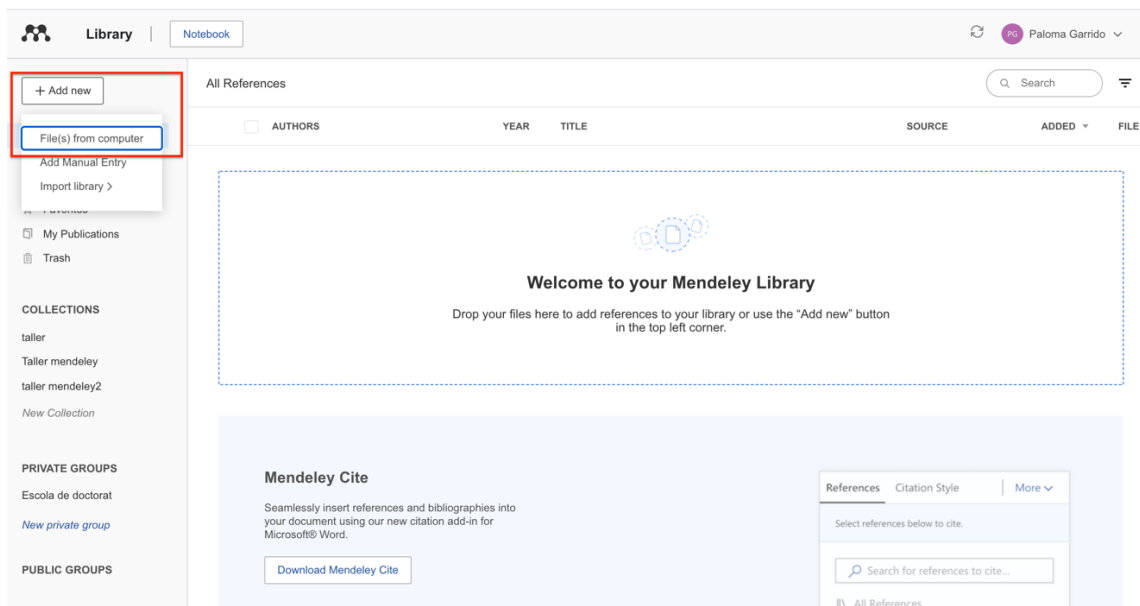 Library
Notebook
PG
Paloma Garrido
+ Add new
File(s) from computer
Add Manual Entry
Import library >
Favorites
My Publications
Trash
COLLECTIONS
taller
Taller mendeley
taller mendeley2
New Collection
PRIVATE GROUPS
Escola de doctorat
New private group
PUBLIC GROUPS
All References
Search
AUTHORS YEAR TITLE SOURCE ADDED FILE
Welcome to your Mendeley Library
Drop your files here to add references to your library or use the “Add new” button
in the top left corner.
Mendeley Cite
Seamlessly insert references and bibliographies into
your document using our new citation add-in for
Microsoft® Word.
Download Mendeley Cite
References Citation Style More
Select references below to cite.
Search for references to cite...
All References